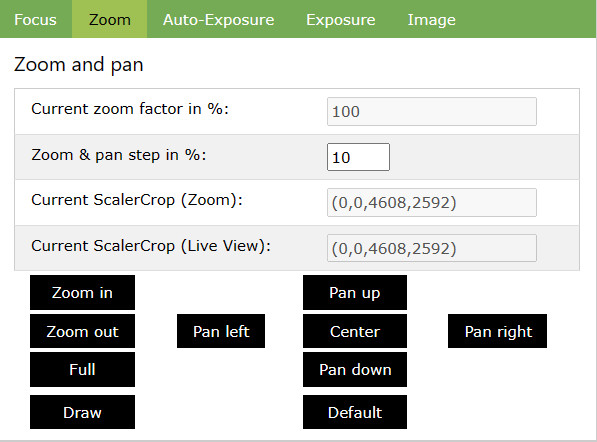 Focus Zoom Auto-Exposure Exposure Image
Zoom and pan
Current zoom factor in %: 100
Zoom & pan step in %: 10
Current ScalerCrop (Zoom): (0,0,4608,2592)
Current ScalerCrop (Live View): (0,0,4608,2592)
Zoom in Pan up
Zoom out Pan left Center Pan right
Full Pan down
Draw Default